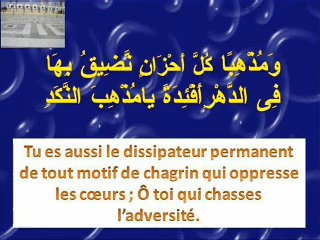 وَمُذْهِبًا كُلَّ أَحْزَانٍ تَّضِيقُ بِهَا
فِى الدَّهْرِ أَفْئِدَةٌ يامُذْهِبَ النَّكَدِ
Tu es aussi le dissipateur permanent
de tout motif de chagrin qui oppresse
les cœurs ; Ô toi qui chasses
l’adversité.